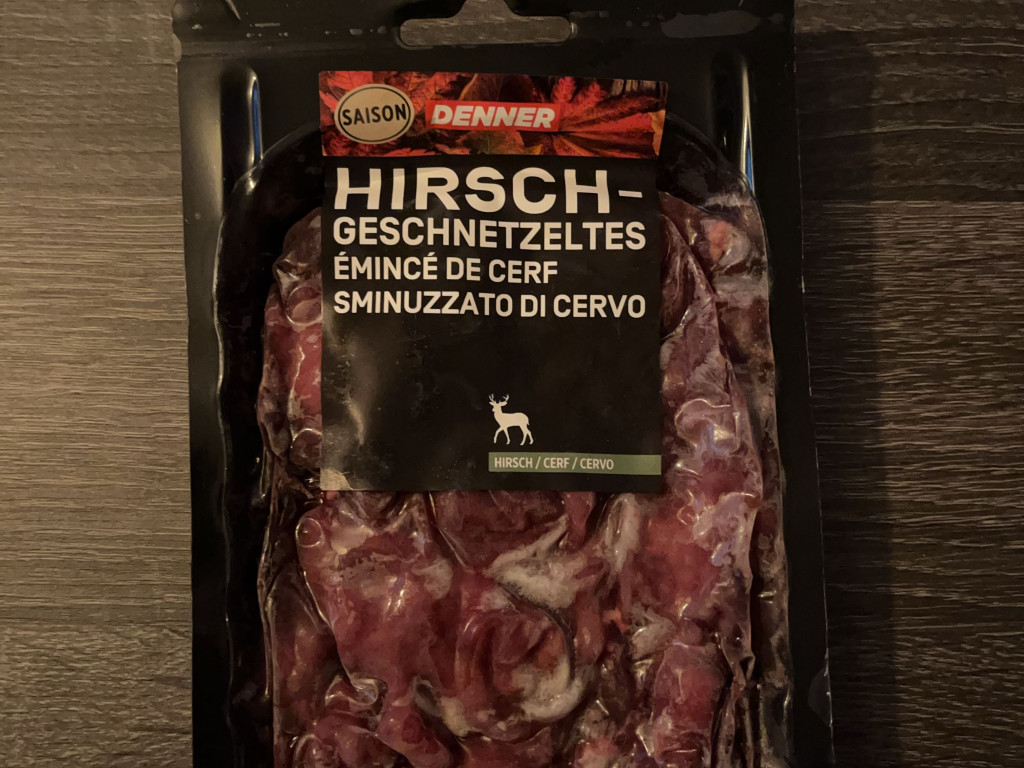 SAISON DENNER
HIRSCH-
GESCHNETZELTES
ÉMINCÉ DE CERF
SMINUZZATO DI CERVO
HIRSCH / CERF / CERVO